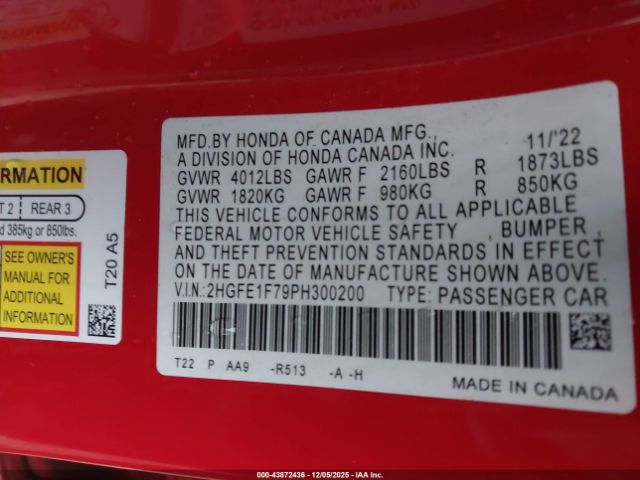 MFD.BY HONDA OF CANADA MFG., 11/'22
A DIVISION OF HONDA CANADA INC.
GVWR 4012LBS GAWR F 2160LBS R 1873LBS
GVWR 1820KG GAWR F 980KG R 850KG
THIS VEHICLE CONFORMS TO ALL APPLICABLE
FEDERAL MOTOR VEHICLE SAFETY , BUMPER ,
AND THEFT PREVENTION STANDARDS IN EFFECT
ON THE DATE OF MANUFACTURE SHOWN ABOVE.
V.I.N.:2HGFE1F79PH300200 TYPE: PASSENGER CAR
T22 P AA9 -R513 -A -H
MADE IN CANADA
ORMATION
T 2 REAR 3
d 385kg or 850lbs.
SEE OWNER'S
MANUAL FOR
ADDITIONAL
INFORMATION
T20 A5
000-43872436 - 12/05/2025 - IAA Inc.